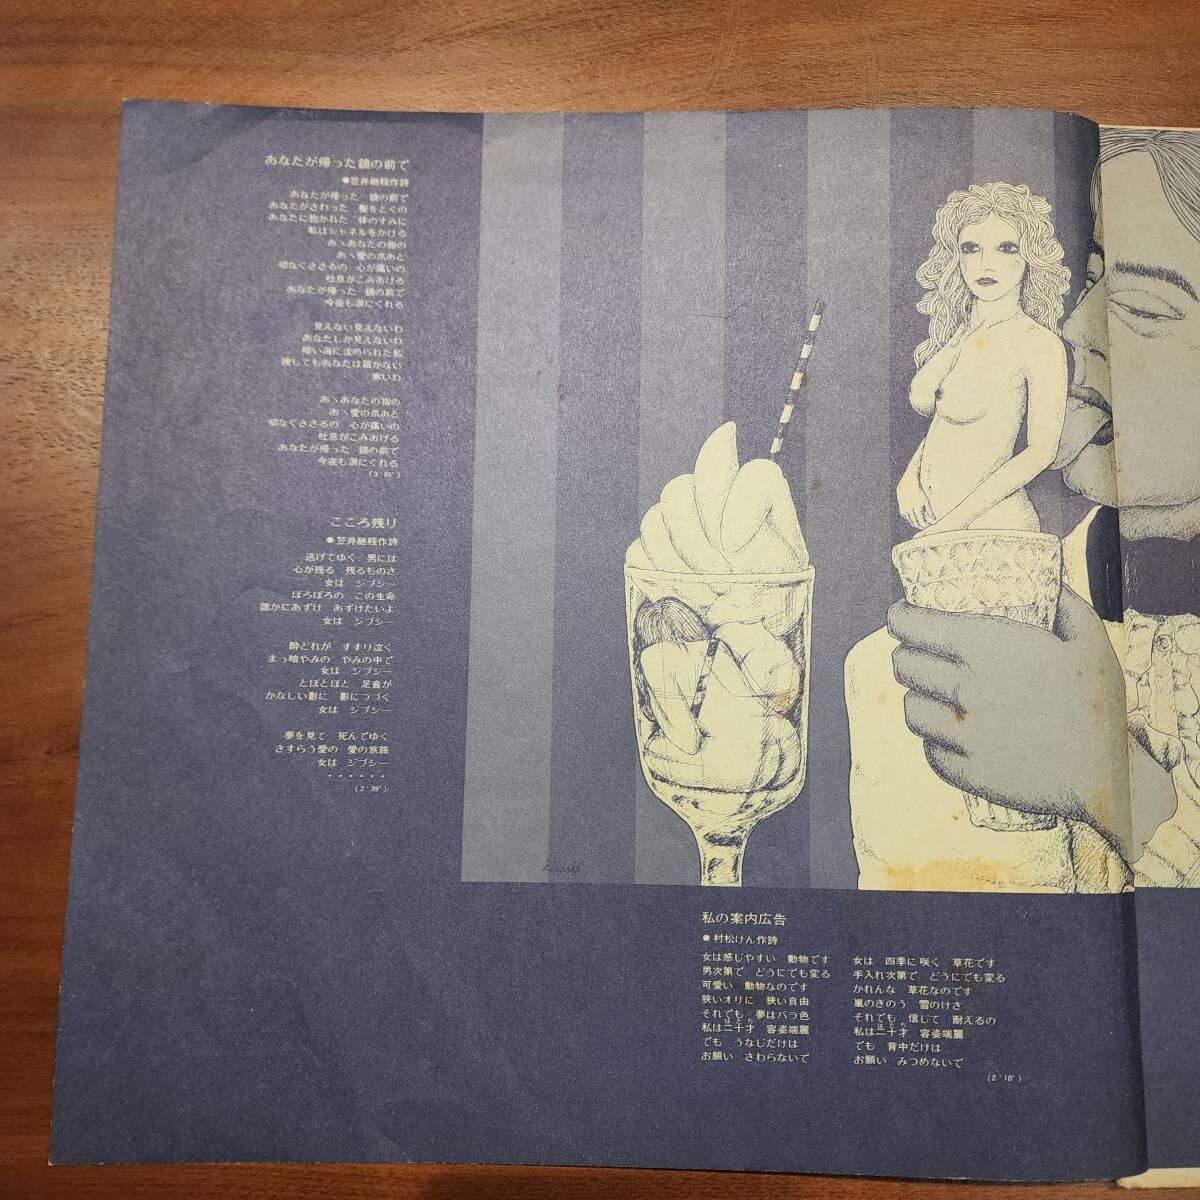 あなたが帰った鏡の前で
●笠井継程作詩
あなたが帰った 鏡の前で
あなたがさわった 髪をとくの
あなたに抱かれた 体のすみに
私はシャネルをかける
あゝあなたの指の
あゝ愛の爪あと
切なくささるの 心が痛いの
吐息がこみあげる
あなたが帰った 鏡の前で
今夜も涙にくれる
見えない見えないわ
あなたしか見えないわ
暗い海に沈められた私
捜してもあなたは届かない
寒いわ
あゝあなたの指の
あゝ愛の爪あと
切なくささるの 心が痛いの
吐息がこみあげる
あなたが帰った 鏡の前で
今夜も涙にくれる
(3'05")
こころ残り
●笠井継程作詩
逃げてゆく 男には
心が残る 残るものさ
女は ジプシー
ぼろぼろの この生命
誰かにあずけ あずけたいよ
女は ジプシー
酔どれが すすり泣く
まっ暗やみの やみの中で
女は ジプシー
とぼとぼと 足音が
かなしい影に 影につづく
女は ジプシー
夢を見て 死んでゆく
さすらう愛の 愛の旅路
女は ジプシー
・・・・・・
(2'39")
hiroshi
私の案内広告
●村松けん作詩
女は感じやすい 動物です
男次第で どうにでも変る
可愛い 動物なのです
狭いオリに 狭い自由
それでも 夢はバラ色
私は二十才 容姿端麗
でも うなじだけは
お願い さわらないで
女は 四季に咲く 草花です
手入れ次第で どうにでも変る
かれんな 草花なのです
嵐のきのう 雪のけさ
それでも 信じて 耐えるの
私は二十才 容姿端麗
でも 背中だけは
お願い みつめないで
(2'10")